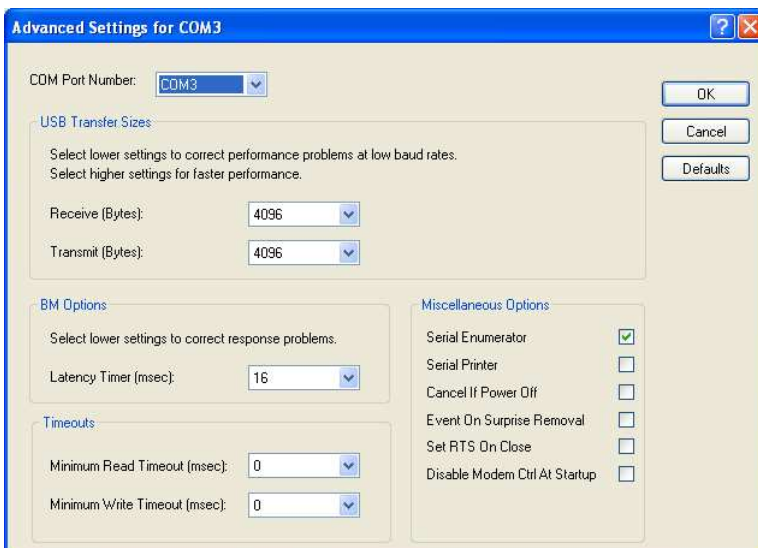 Advanced Settings for COM3
COM Port Number: COM3
OK
Cancel
Defaults
USB Transfer Sizes
Select lower settings to correct performance problems at low baud rates.
Select higher settings for faster performance.
Receive (Bytes): 4096
Transmit (Bytes): 4096
BM Options
Select lower settings to correct response problems.
Latency Timer (msec): 16
Timeouts
Minimum Read Timeout (msec): 0
Minimum Write Timeout (msec): 0
Miscellaneous Options
Serial Enumerator
Serial Printer
Cancel If Power Off
Event On Surprise Removal
Set RTS On Close
Disable Modem Ctrl At Startup